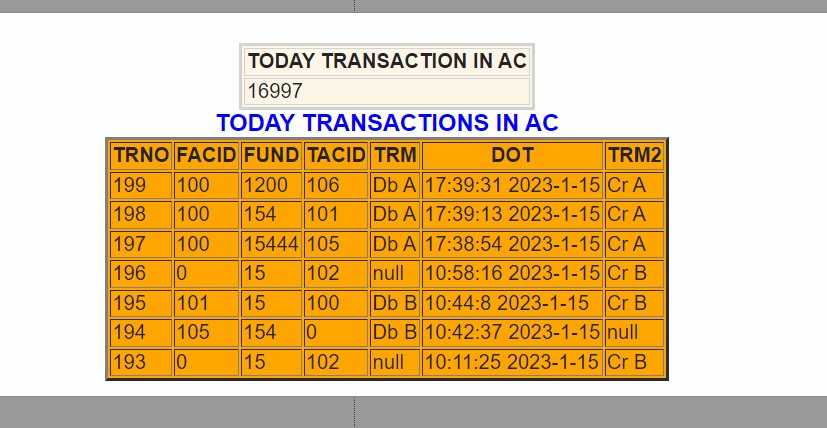 TODAY TRANSACTION IN AC
16997
TODAY TRANSACTIONS IN AC
TRNO FACID FUND TACID TRM DOT TRM2
199 100 1200 106 Db A 17:39:31 2023-1-15 Cr A
198 100 154 101 Db A 17:39:13 2023-1-15 Cr A
197 100 15444 105 Db A 17:38:54 2023-1-15 Cr A
196 0 15 102 null 10:58:16 2023-1-15 Cr B
195 101 15 100 Db B 10:44:8 2023-1-15 Cr B
194 105 154 0 Db B 10:42:37 2023-1-15 null
193 0 15 102 null 10:11:25 2023-1-15 Cr B